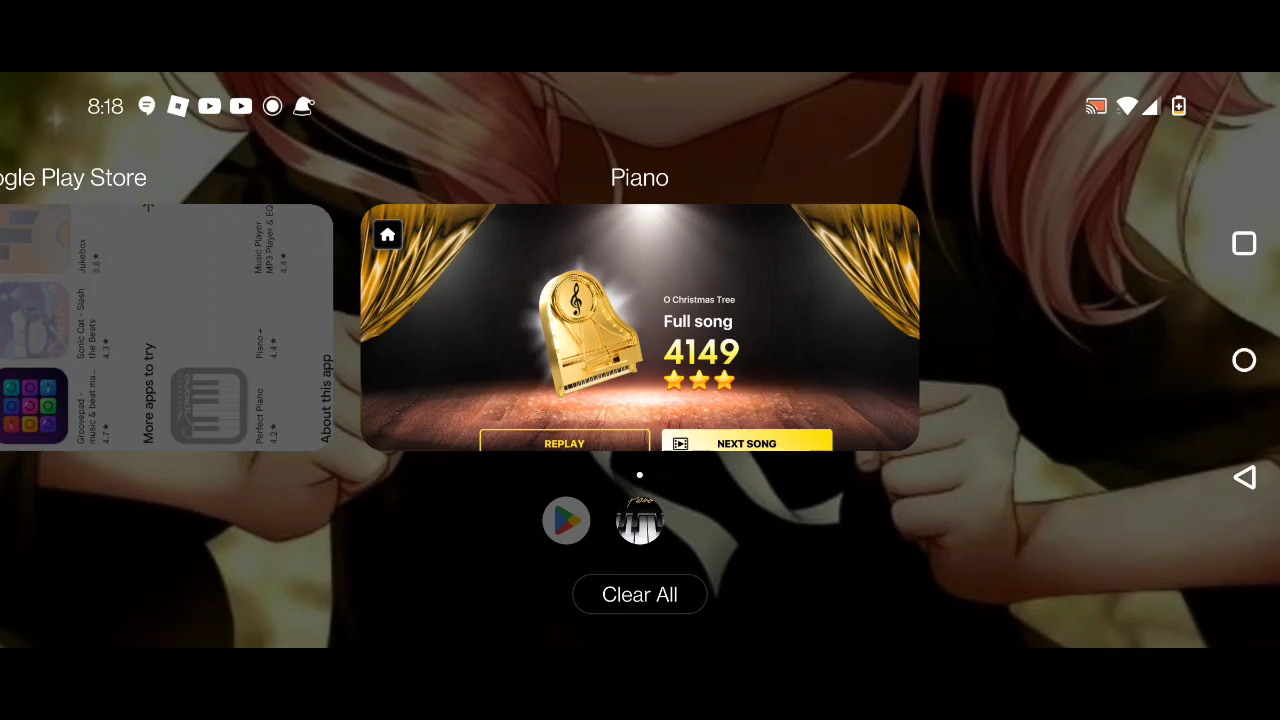 8:18
ogle Play Store
Piano
Jukebox
3.8★
Music Player -
MP3 Player & EQ
4.4★
Sonic Cat - Slash
the Beats
4.3★
Piano +
4.4★
Groovepad -
music & beat ma...
4.7★
More apps to try
Perfect Piano
4.2★
About this app
O Christmas Tree
Full song
4149
REPLAY
NEXT SONG
Piano
Clear All